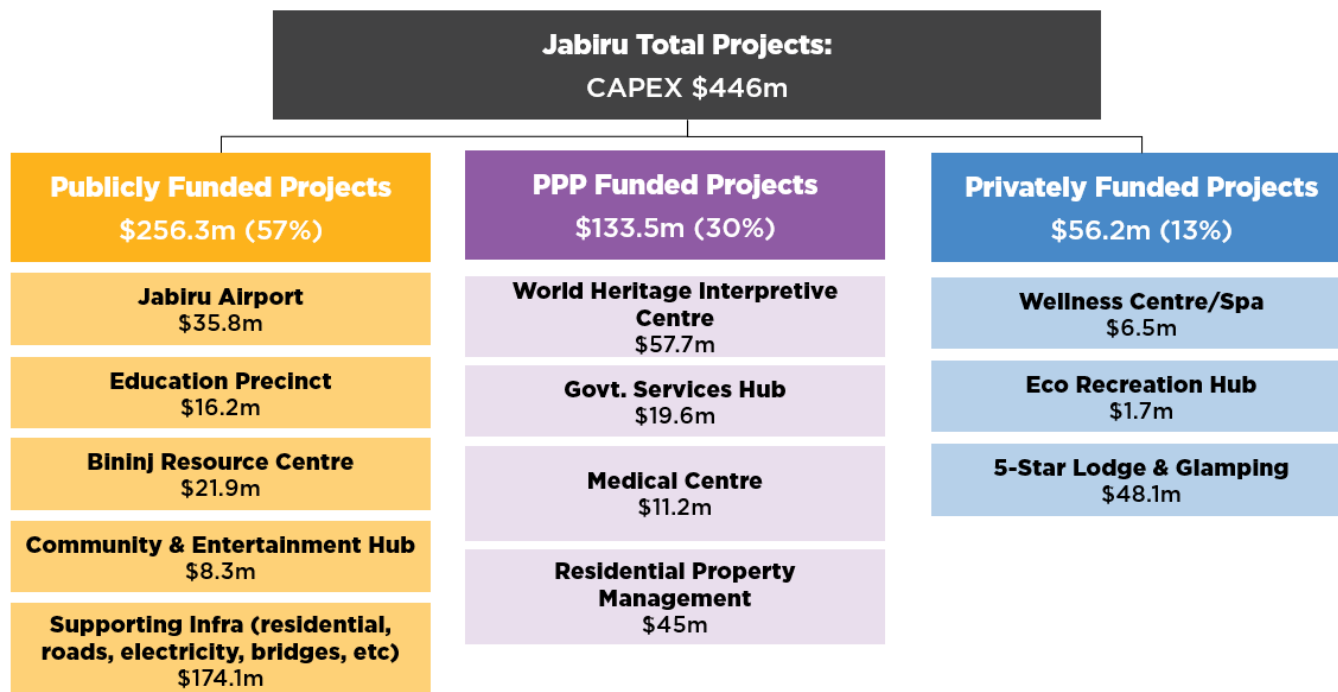 Jabiru Total Projects:
CAPEX $446m
Publicly Funded Projects
$256.3m (57%)
Jabiru Airport
$35.8m
Education Precinct
$16.2m
Bininj Resource Centre
$21.9m
Community & Entertainment Hub
$8.3m
Supporting Infra (residential,
roads, electricity, bridges, etc)
$174.1m
PPP Funded Projects
$133.5m (30%)
World Heritage Interpretive
Centre
$57.7m
Govt. Services Hub
$19.6m
Medical Centre
$11.2m
Residential Property
Management
$45m
Privately Funded Projects
$56.2m (13%)
Wellness Centre/Spa
$6.5m
Eco Recreation Hub
$1.7m
5-Star Lodge & Glamping
$48.1m